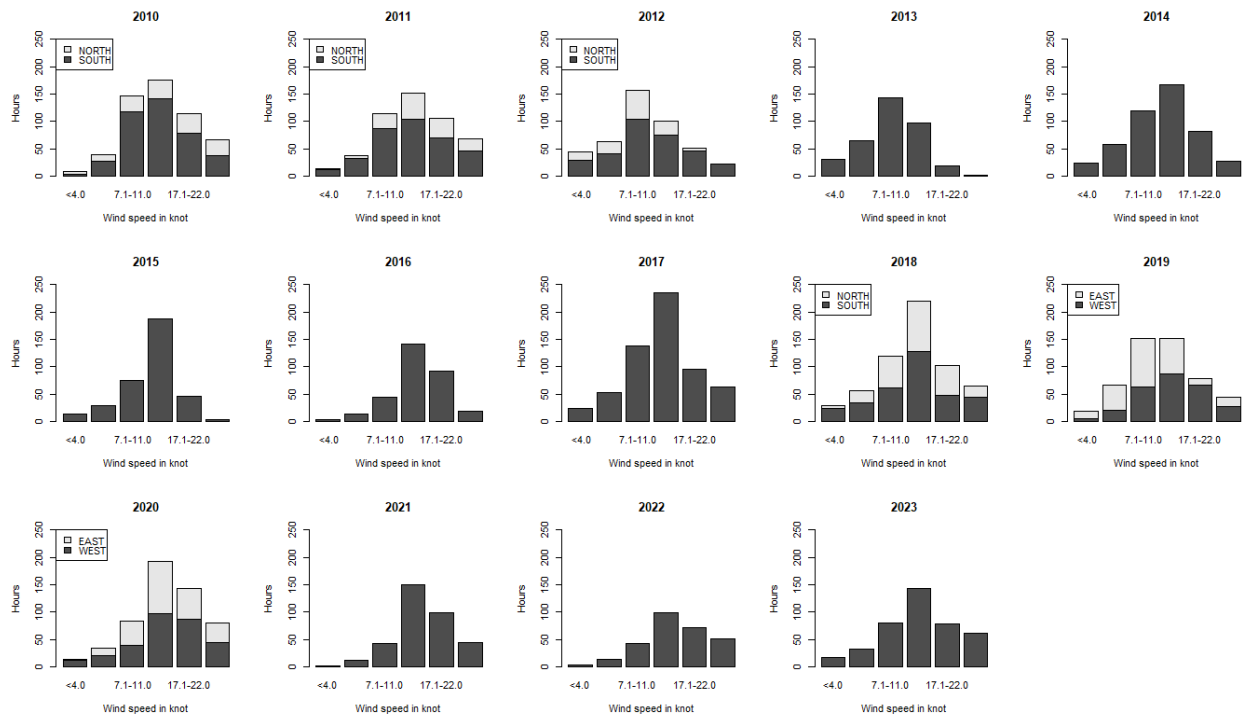 2010
250
200
150
100
50
0
Hours
NORTH
SOUTH
<4.0 7.1-11.0 17.1-22.0
Wind speed in knot
2011
250
200
150
100
50
0
Hours
NORTH
SOUTH
<4.0 7.1-11.0 17.1-22.0
Wind speed in knot
2012
250
200
150
100
50
0
Hours
NORTH
SOUTH
<4.0 7.1-11.0 17.1-22.0
Wind speed in knot
2013
250
200
150
100
50
0
Hours
<4.0 7.1-11.0 17.1-22.0
Wind speed in knot
2014
250
200
150
100
50
0
Hours
<4.0 7.1-11.0 17.1-22.0
Wind speed in knot
2015
250
200
150
100
50
0
Hours
<4.0 7.1-11.0 17.1-22.0
Wind speed in knot
2016
250
200
150
100
50
0
Hours
<4.0 7.1-11.0 17.1-22.0
Wind speed in knot
2017
250
200
150
100
50
0
Hours
<4.0 7.1-11.0 17.1-22.0
Wind speed in knot
2018
250
200
150
100
50
0
Hours
NORTH
SOUTH
<4.0 7.1-11.0 17.1-22.0
Wind speed in knot
2019
250
200
150
100
50
0
Hours
EAST
WEST
<4.0 7.1-11.0 17.1-22.0
Wind speed in knot
2020
250
200
150
100
50
0
Hours
EAST
WEST
<4.0 7.1-11.0 17.1-22.0
Wind speed in knot
2021
250
200
150
100
50
0
Hours
<4.0 7.1-11.0 17.1-22.0
Wind speed in knot
2022
250
200
150
100
50
0
Hours
<4.0 7.1-11.0 17.1-22.0
Wind speed in knot
2023
250
200
150
100
50
0
Hours
<4.0 7.1-11.0 17.1-22.0
Wind speed in knot